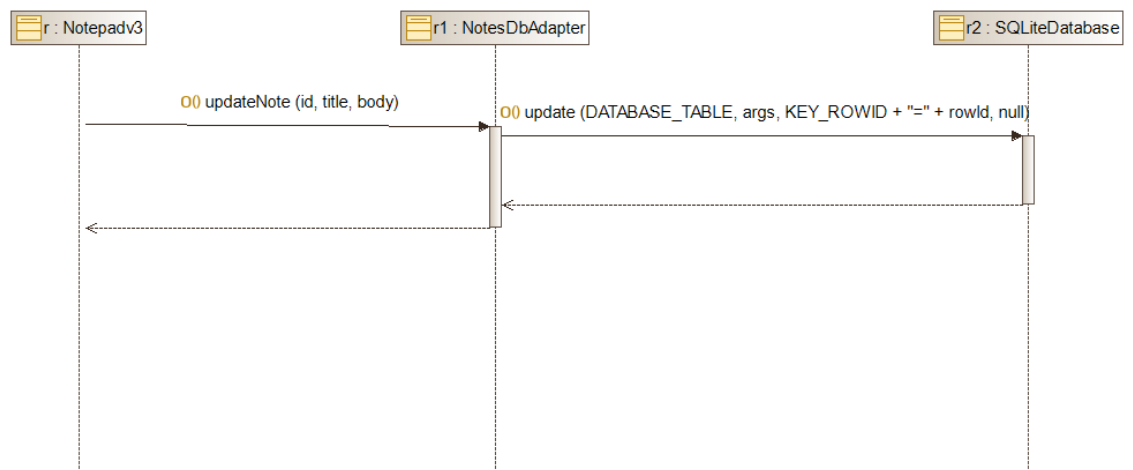 r : Notepadv3
r1 : NotesDbAdapter
r2 : SQLiteDatabase
O() updateNote (id, title, body)
O() update (DATABASE_TABLE, args, KEY_ROWID + "=" + rowId, null)